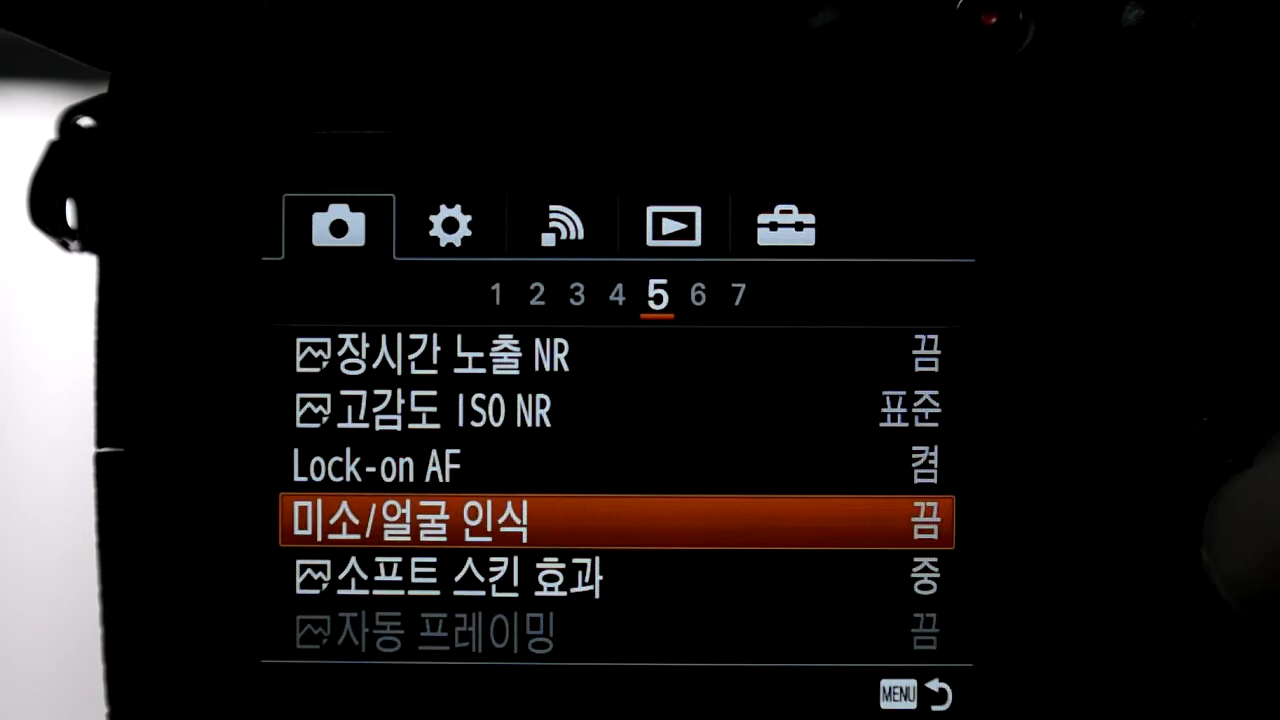 1 2 3 4 5 6 7
장시간 노출 NR 끔
고감도 ISO NR 표준
Lock-on AF 켬
미소/얼굴 인식 끔
소프트 스킨 효과 중
자동 프레이밍 끔
MENU